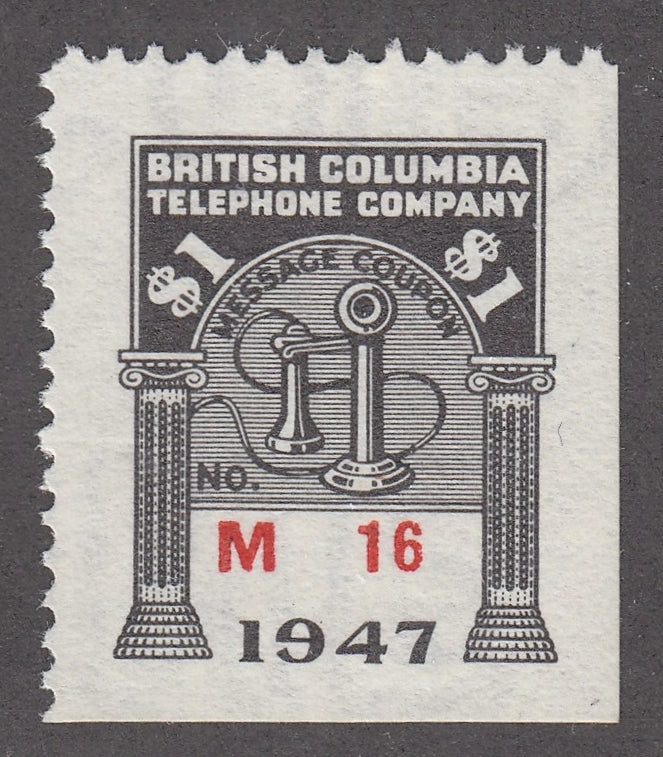 BRITISH COLUMBIA
TELEPHONE COMPANY
$1 $1
MESSAGE COUPON
NO.
M 16
1947